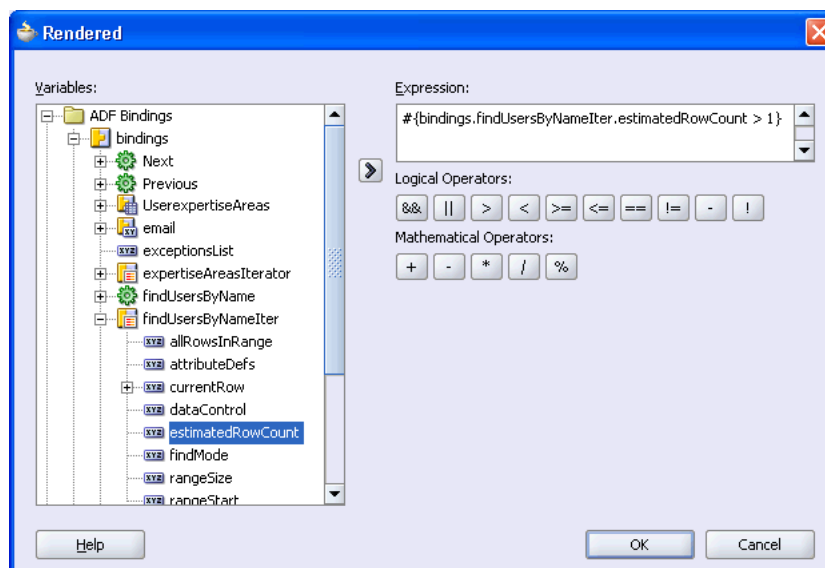 Rendered
Variables:
ADF Bindings
bindings
Next
Previous
UserexpertiseAreas
email
exceptionsList
expertiseAreasIterator
findUsersByName
findUsersByNameIter
allRowsInRange
attributeDefs
currentRow
dataControl
estimatedRowCount
findMode
rangeSize
rangeStart
Expression:
#{bindings.findUsersByNameIter.estimatedRowCount > 1}
Logical Operators:
&& || > < >= <= == != - !
Mathematical Operators:
+ - * / %
Help
OK Cancel